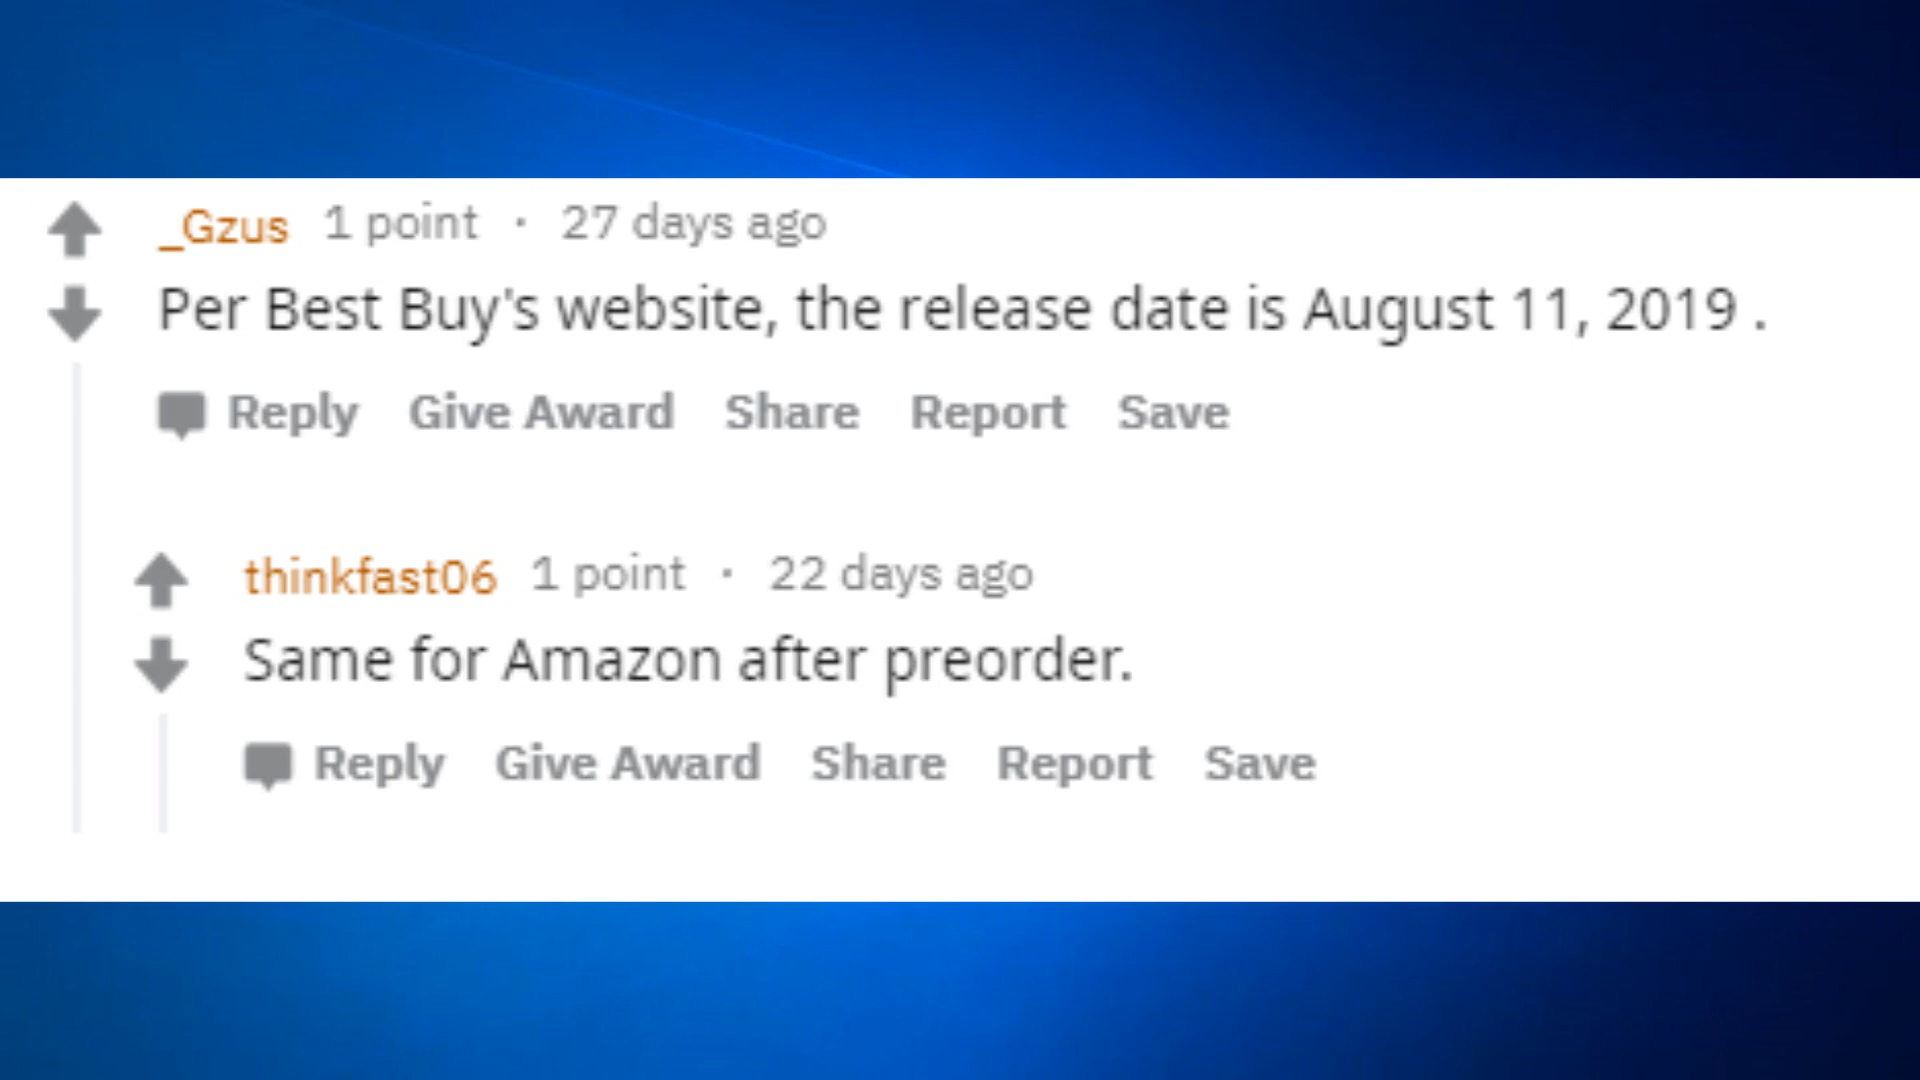 _Gzus 1 point · 27 days ago
Per Best Buy's website, the release date is August 11, 2019 .
Reply Give Award Share Report Save
thinkfast06 1 point · 22 days ago
Same for Amazon after preorder.
Reply Give Award Share Report Save